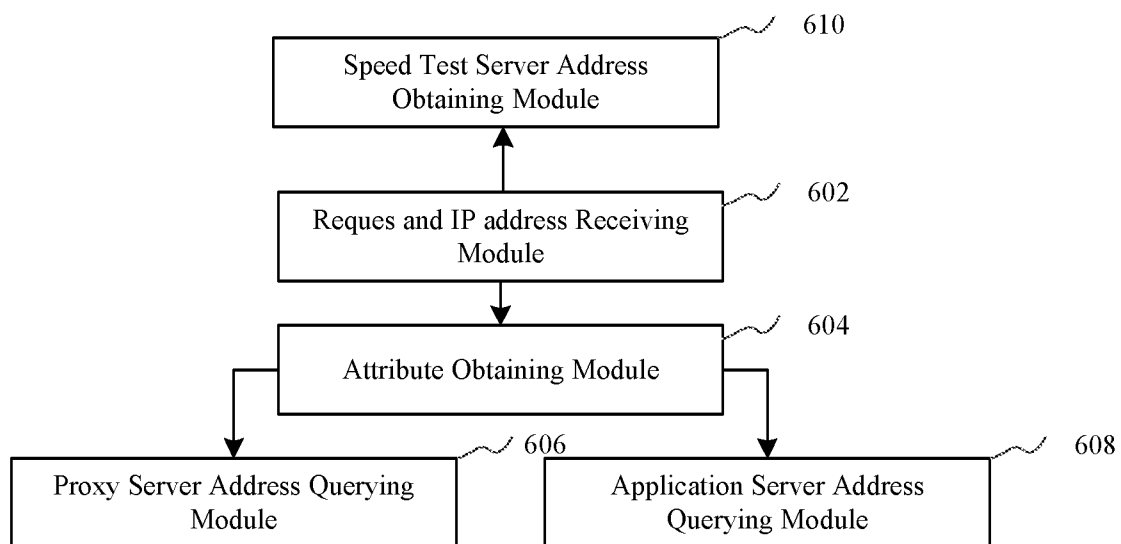 610
Speed Test Server Address
Obtaining Module
602
Reques and IP address Receiving
Module
604
Attribute Obtaining Module
606
Proxy Server Address Querying
Module
608
Application Server Address
Querying Module